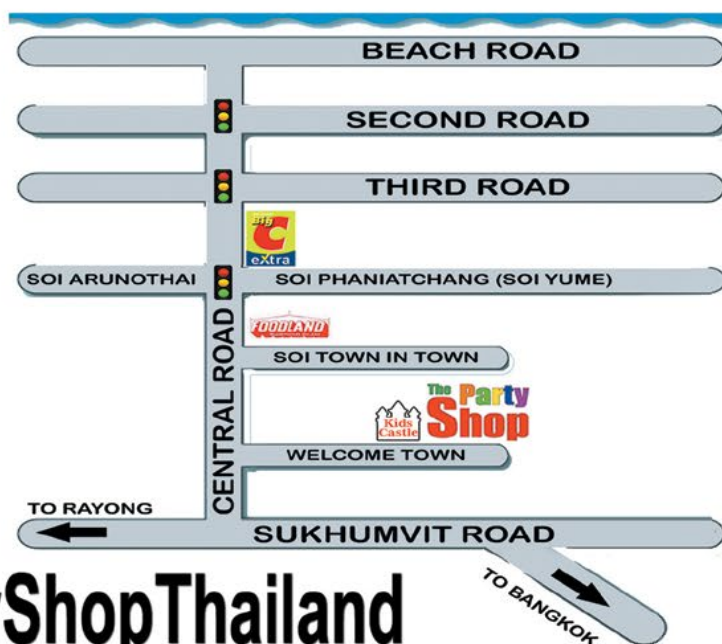 BEACH ROAD
SECOND ROAD
THIRD ROAD
BIG
C
eXtra
SOI ARUNOTHAI
SOI PHANIATCHANG (SOI YUME)
FOODLAND
CENTRAL ROAD
SOI TOWN IN TOWN
The Party
Shop
Kids
Castle
WELCOME TOWN
TO RAYONG
SUKHUMVIT ROAD
TO BANGKOK
ShopThailand